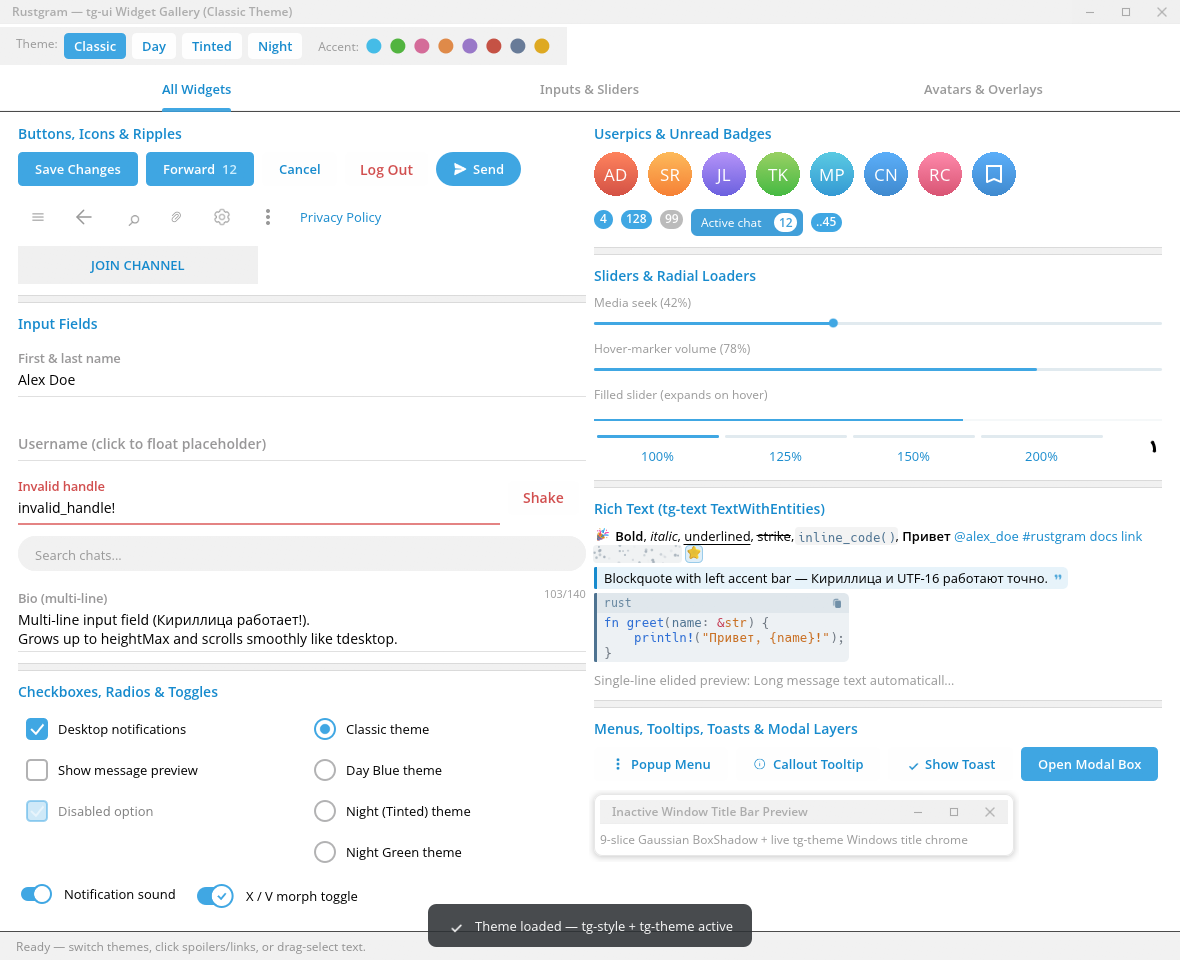 Rustgram — tg-ui Widget Gallery (Classic Theme)
Theme: Classic Day Tinted Night Accent:
All Widgets Inputs & Sliders Avatars & Overlays
Buttons, Icons & Ripples
Save Changes Forward 12 Cancel Log Out Send
Privacy Policy
JOIN CHANNEL
Input Fields
First & last name
Alex Doe
Username (click to float placeholder)
Invalid handle
invalid_handle!
Shake
Search chats...
Bio (multi-line) 103/140
Multi-line input field (Кириллица работает!).
Grows up to heightMax and scrolls smoothly like tdesktop.
Checkboxes, Radios & Toggles
Desktop notifications Classic theme
Show message preview Day Blue theme
Disabled option Night (Tinted) theme
Night Green theme
Notification sound X / V morph toggle
Userpics & Unread Badges
AD SR JL TK MP CN RC
4 128 99 Active chat 12 ..45
Sliders & Radial Loaders
Media seek (42%)
Hover-marker volume (78%)
Filled slider (expands on hover)
100% 125% 150% 200%
Rich Text (tg-text TextWithEntities)
🎉 Bold, italic, underlined, strike, inline_code(), Привет @alex_doe #rustgram docs link
⭐
Blockquote with left accent bar — Кириллица и UTF-16 работают точно. ”
rust
fn greet(name: &str) {
    println!("Привет, {name}!");
}
Single-line elided preview: Long message text automaticall...
Menus, Tooltips, Toasts & Modal Layers
Popup Menu Callout Tooltip Show Toast Open Modal Box
Inactive Window Title Bar Preview
9-slice Gaussian BoxShadow + live tg-theme Windows title chrome
Theme loaded — tg-style + tg-theme active
Ready — switch themes, click spoilers/links, or drag-select text.